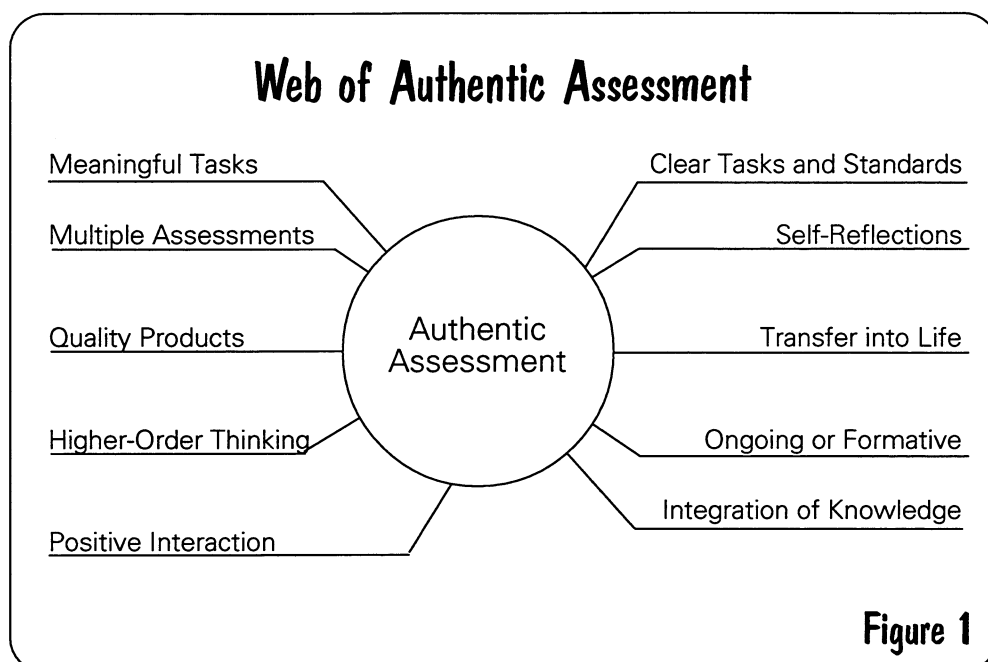 Web of Authentic Assessment
Meaningful Tasks
Multiple Assessments
Quality Products
Higher-Order Thinking
Positive Interaction
Authentic
Assessment
Clear Tasks and Standards
Self-Reflections
Transfer into Life
Ongoing or Formative
Integration of Knowledge
Figure 1